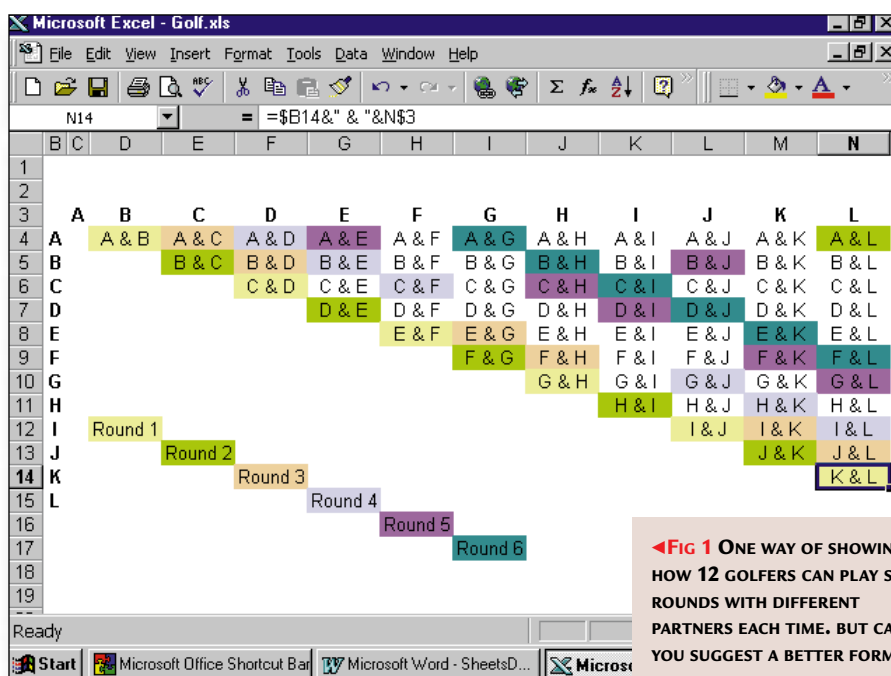 Microsoft Excel - Golf.xls
File Edit View Insert Format Tools Data Window Help
N14 = =$B14&" & "&N$3
B C D E F G H I J K L M N
1
2
3 A B C D E F G H I J K L
4 A A & B A & C A & D A & E A & F A & G A & H A & I A & J A & K A & L
5 B B & C B & D B & E B & F B & G B & H B & I B & J B & K B & L
6 C C & D C & E C & F C & G C & H C & I C & J C & K C & L
7 D D & E D & F D & G D & H D & I D & J D & K D & L
8 E E & F E & G E & H E & I E & J E & K E & L
9 F F & G F & H F & I F & J F & K F & L
10 G G & H G & I G & J G & K G & L
11 H H & I H & J H & K H & L
12 I Round 1 I & J I & K I & L
13 J Round 2 J & K J & L
14 K Round 3 K & L
15 L Round 4
16 Round 5
17 Round 6
18
19
◄FIG 1 ONE WAY OF SHOWIN
HOW 12 GOLFERS CAN PLAY S
ROUNDS WITH DIFFERENT
PARTNERS EACH TIME. BUT CA
YOU SUGGEST A BETTER FORM
Ready
Start Microsoft Office Shortcut Bar Microsoft Word - SheetsD... Micros